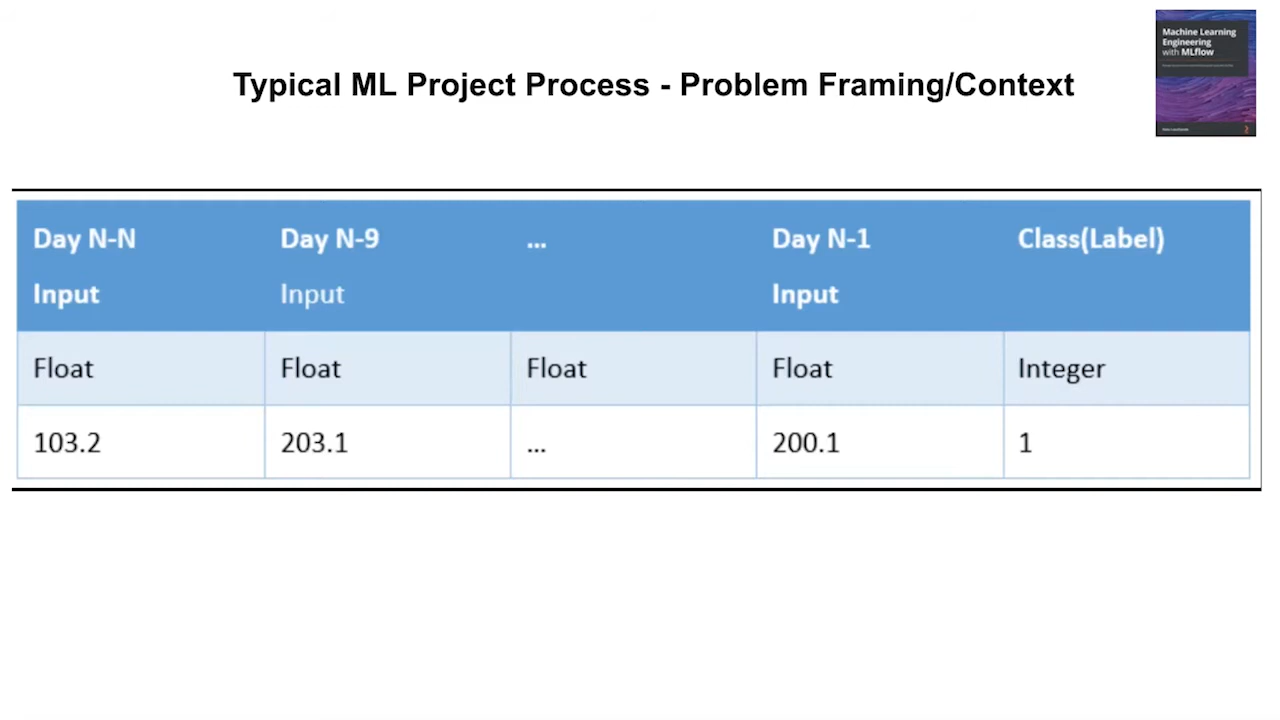 Typical ML Project Process - Problem Framing/Context
Machine Learning
Engineering
with MLflow
Day N-N Day N-9 ... Day N-1 Class(Label)
Input Input Input
Float Float Float Float Integer
103.2 203.1 ... 200.1 1